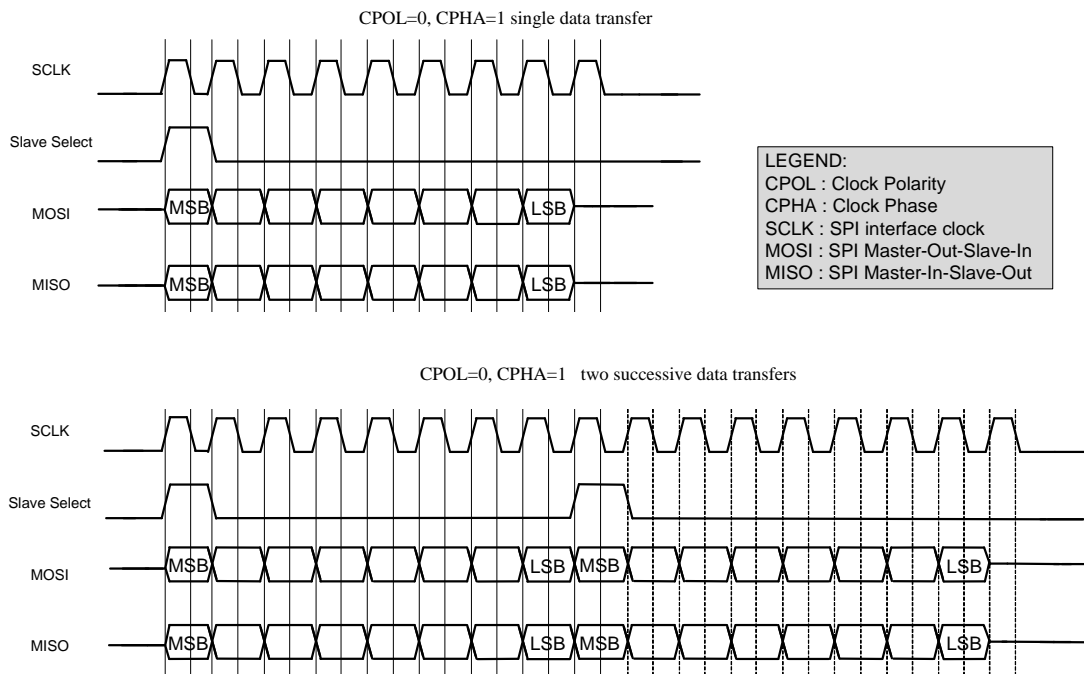 CPOL=0, CPHA=1 single data transfer
SCLK
Slave Select
MOSI
MSB
LSB
MISO
MSB
LSB
LEGEND:
CPOL : Clock Polarity
CPHA : Clock Phase
SCLK : SPI interface clock
MOSI : SPI Master-Out-Slave-In
MISO : SPI Master-In-Slave-Out
CPOL=0, CPHA=1 two successive data transfers
SCLK
Slave Select
MOSI
MSB
LSB
MSB
LSB
MISO
MSB
LSB
MSB
LSB